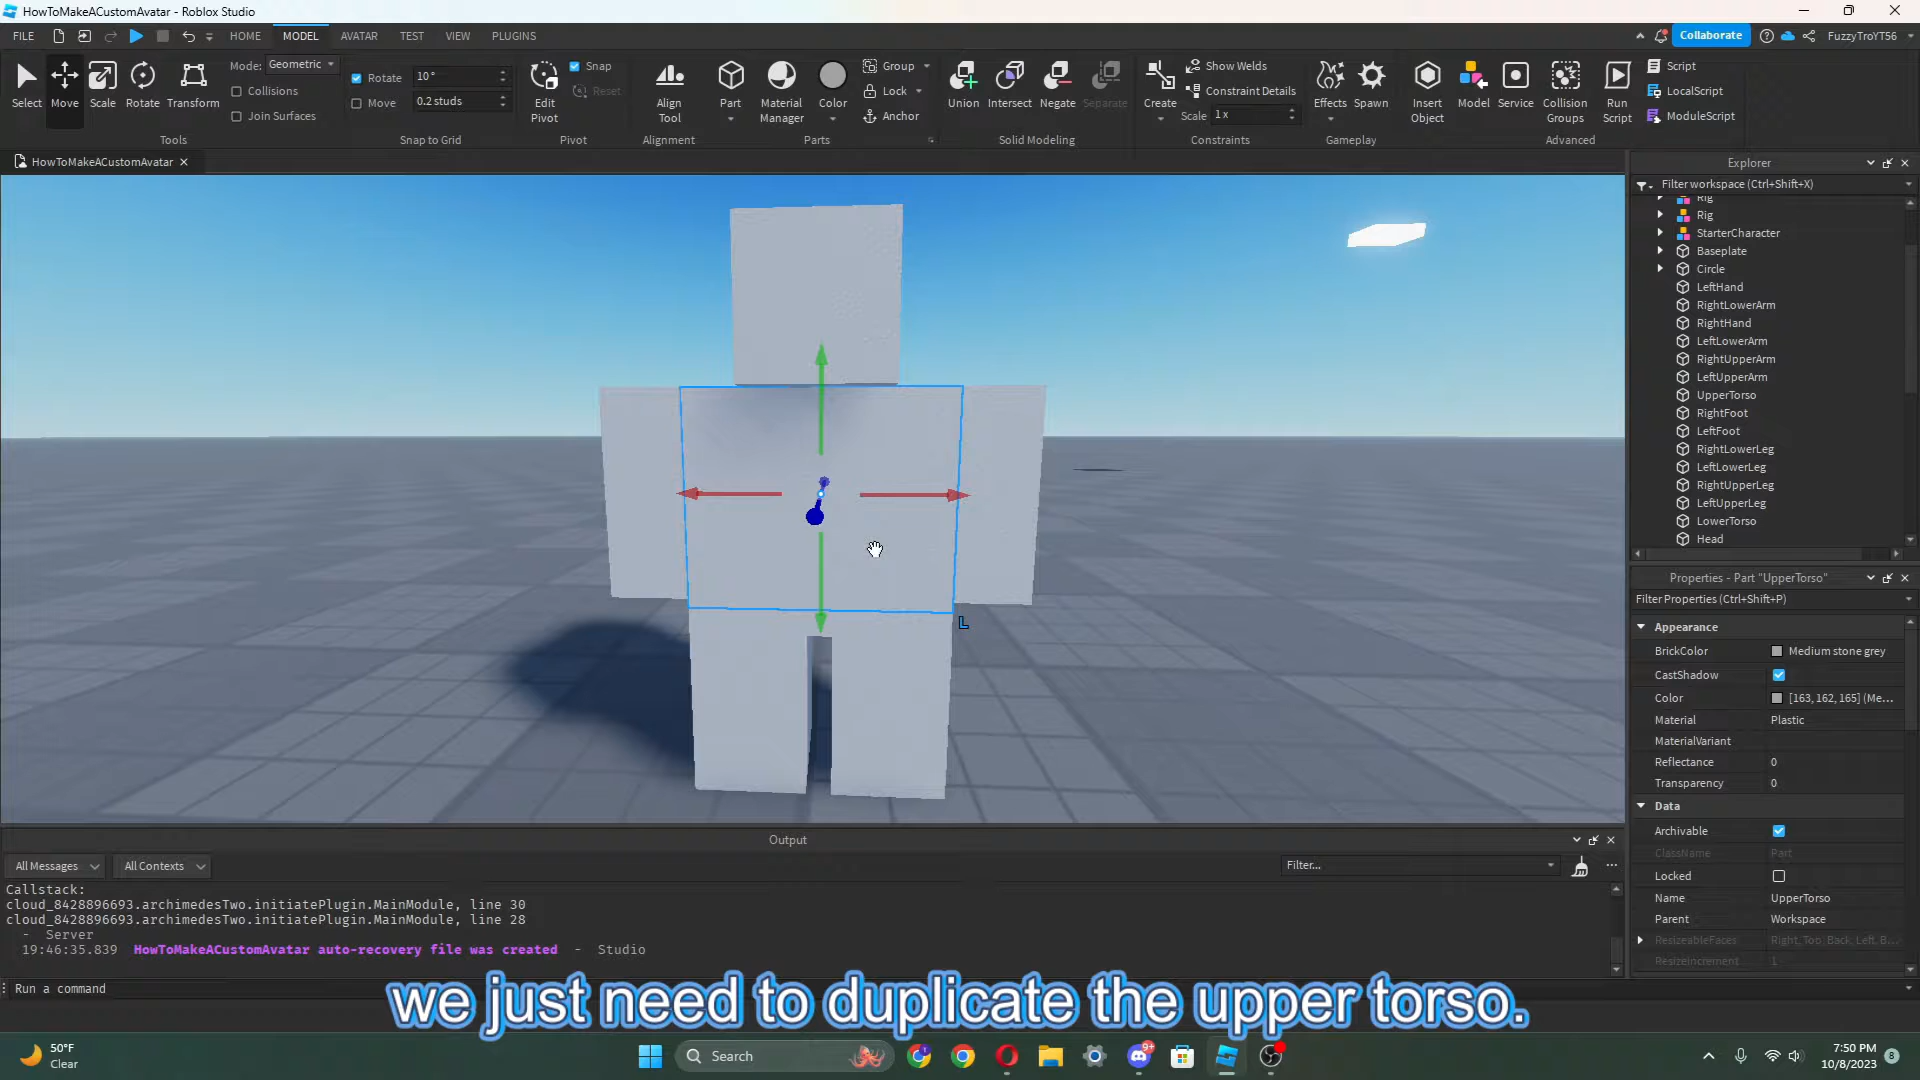 HowToMakeACustomAvatar - Roblox Studio
FILE HOME MODEL AVATAR TEST VIEW PLUGINS Collaborate FuzzyTroYT56
Select Move Scale Rotate Transform
Mode: Geometric
Collisions
Join Surfaces
Tools
Rotate 10°
Move 0.2 studs
Snap to Grid
Edit Pivot
Snap
Reset
Pivot
Align Tool
Alignment
Part
Material Manager
Color
Group
Lock
Anchor
Parts
Union Intersect Negate Separate
Solid Modeling
Create
Show Welds
Constraint Details
Scale 1 x
Constraints
Effects Spawn
Gameplay
Insert Object
Model
Service
Collision Groups
Run Script
Script
LocalScript
ModuleScript
Advanced
HowToMakeACustomAvatar
L
Explorer
Filter workspace (Ctrl+Shift+X)
Rig
Rig
StarterCharacter
Baseplate
Circle
LeftHand
RightLowerArm
RightHand
LeftLowerArm
RightUpperArm
LeftUpperArm
UpperTorso
RightFoot
LeftFoot
RightLowerLeg
LeftLowerLeg
RightUpperLeg
LeftUpperLeg
LowerTorso
Head
Properties - Part "UpperTorso"
Filter Properties (Ctrl+Shift+P)
Appearance
BrickColor Medium stone grey
CastShadow
Color [163, 162, 165] (Me...
Material Plastic
MaterialVariant
Reflectance 0
Transparency 0
Data
Archivable
ClassName Part
Locked
Name UpperTorso
Parent Workspace
ResizeableFaces Right, Top, Back, Left, B...
ResizeIncrement 1
Output
All Messages All Contexts Filter... ...
Callstack:
cloud_8428896693.archimedesTwo.initiatePlugin.MainModule, line 30
cloud_8428896693.archimedesTwo.initiatePlugin.MainModule, line 28
- Server
19:46:35.839 HowToMakeACustomAvatar auto-recovery file was created - Studio
Run a command
we just need to duplicate the upper torso.
50°F
Clear
Search
9+
7:50 PM
10/8/2023
8